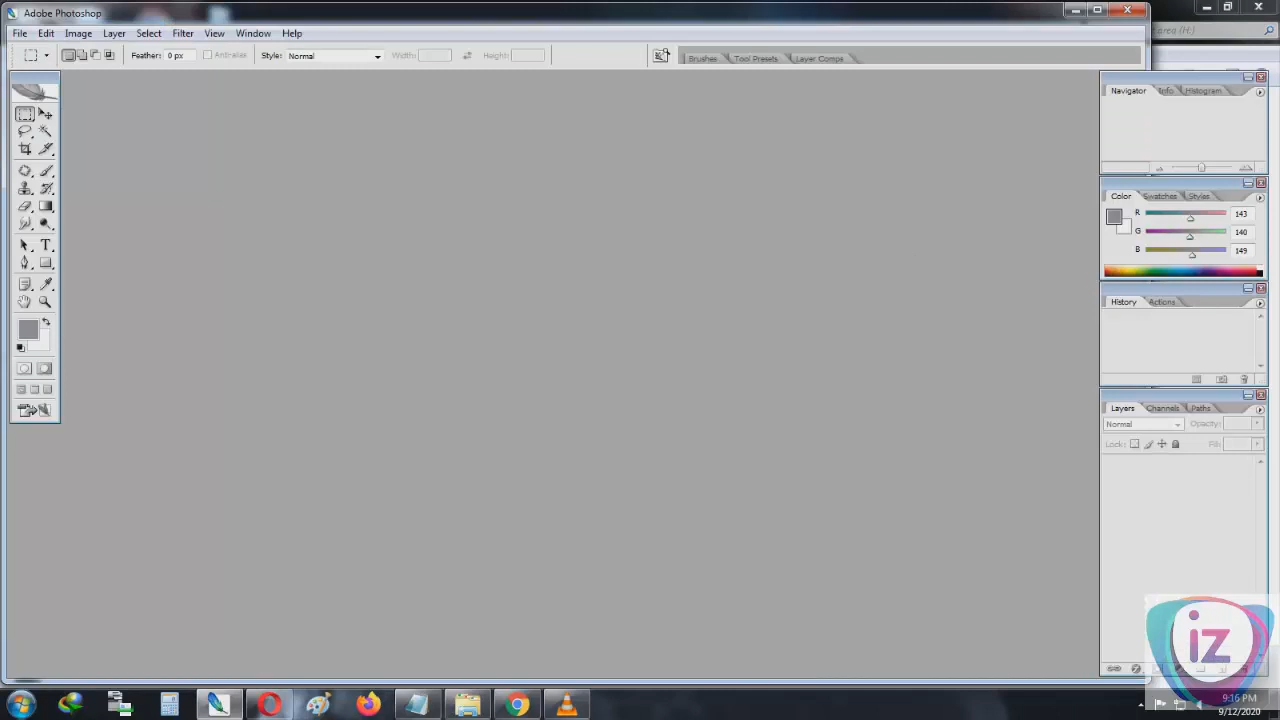 Adobe Photoshop
File Edit Image Layer Select Filter View Window Help
Feather: 0 px Anti-alias Style: Normal Width: Height: Brushes Tool Presets Layer Comps
area (H:)
Navigator Info Histogram
Color Swatches Styles
R 143
G 140
B 149
T
History Actions
Layers Channels Paths
Normal Opacity:
Lock: Fill:
iz
9:16 PM
9/12/2020